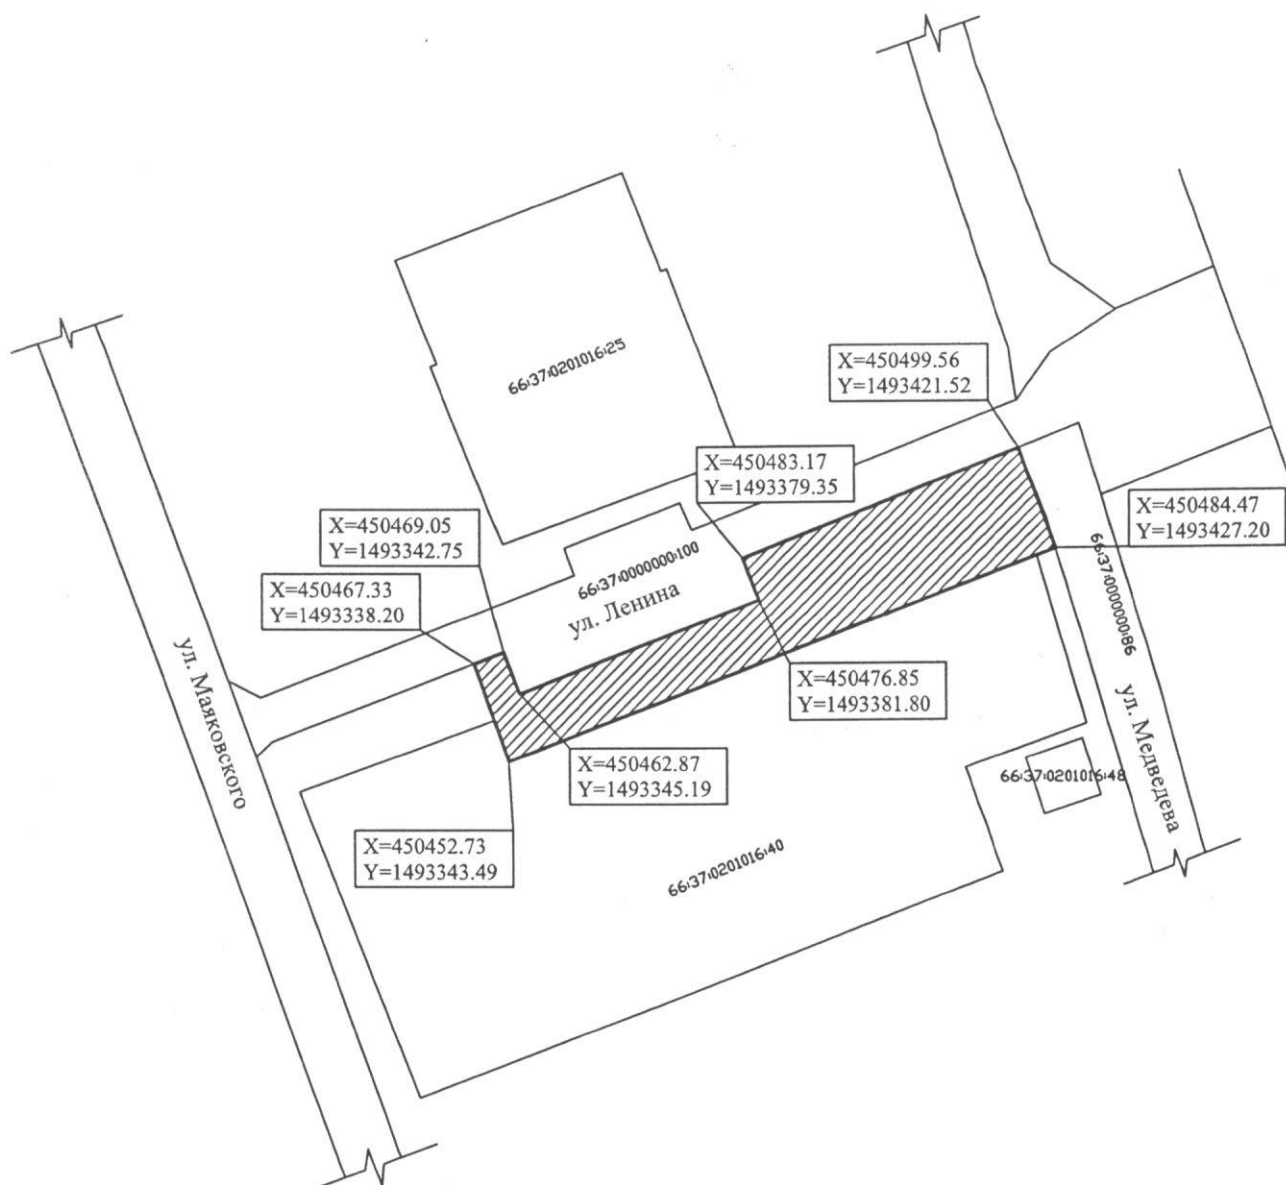 66:37:0201016:25
X=450499.56
Y=1493421.52
X=450483.17
Y=1493379.35
X=450484.47
Y=1493427.20
X=450469.05
Y=1493342.75
66:37:0000000:100
ул. Ленина
66:37:0000000:86
X=450467.33
Y=1493338.20
ул. Маяковского
X=450476.85
Y=1493381.80
ул. Медведева
X=450462.87
Y=1493345.19
66:37:0201016:48
X=450452.73
Y=1493343.49
66:37:0201016:40